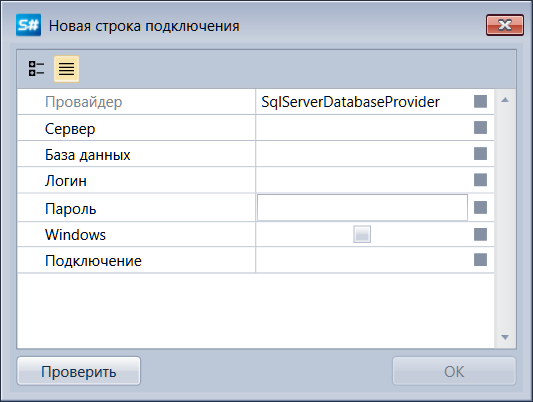 S# Новая строка подключения
Провайдер SqlServerDatabaseProvider
Сервер
База данных
Логин
Пароль
Windows
Подключение
Проверить OK